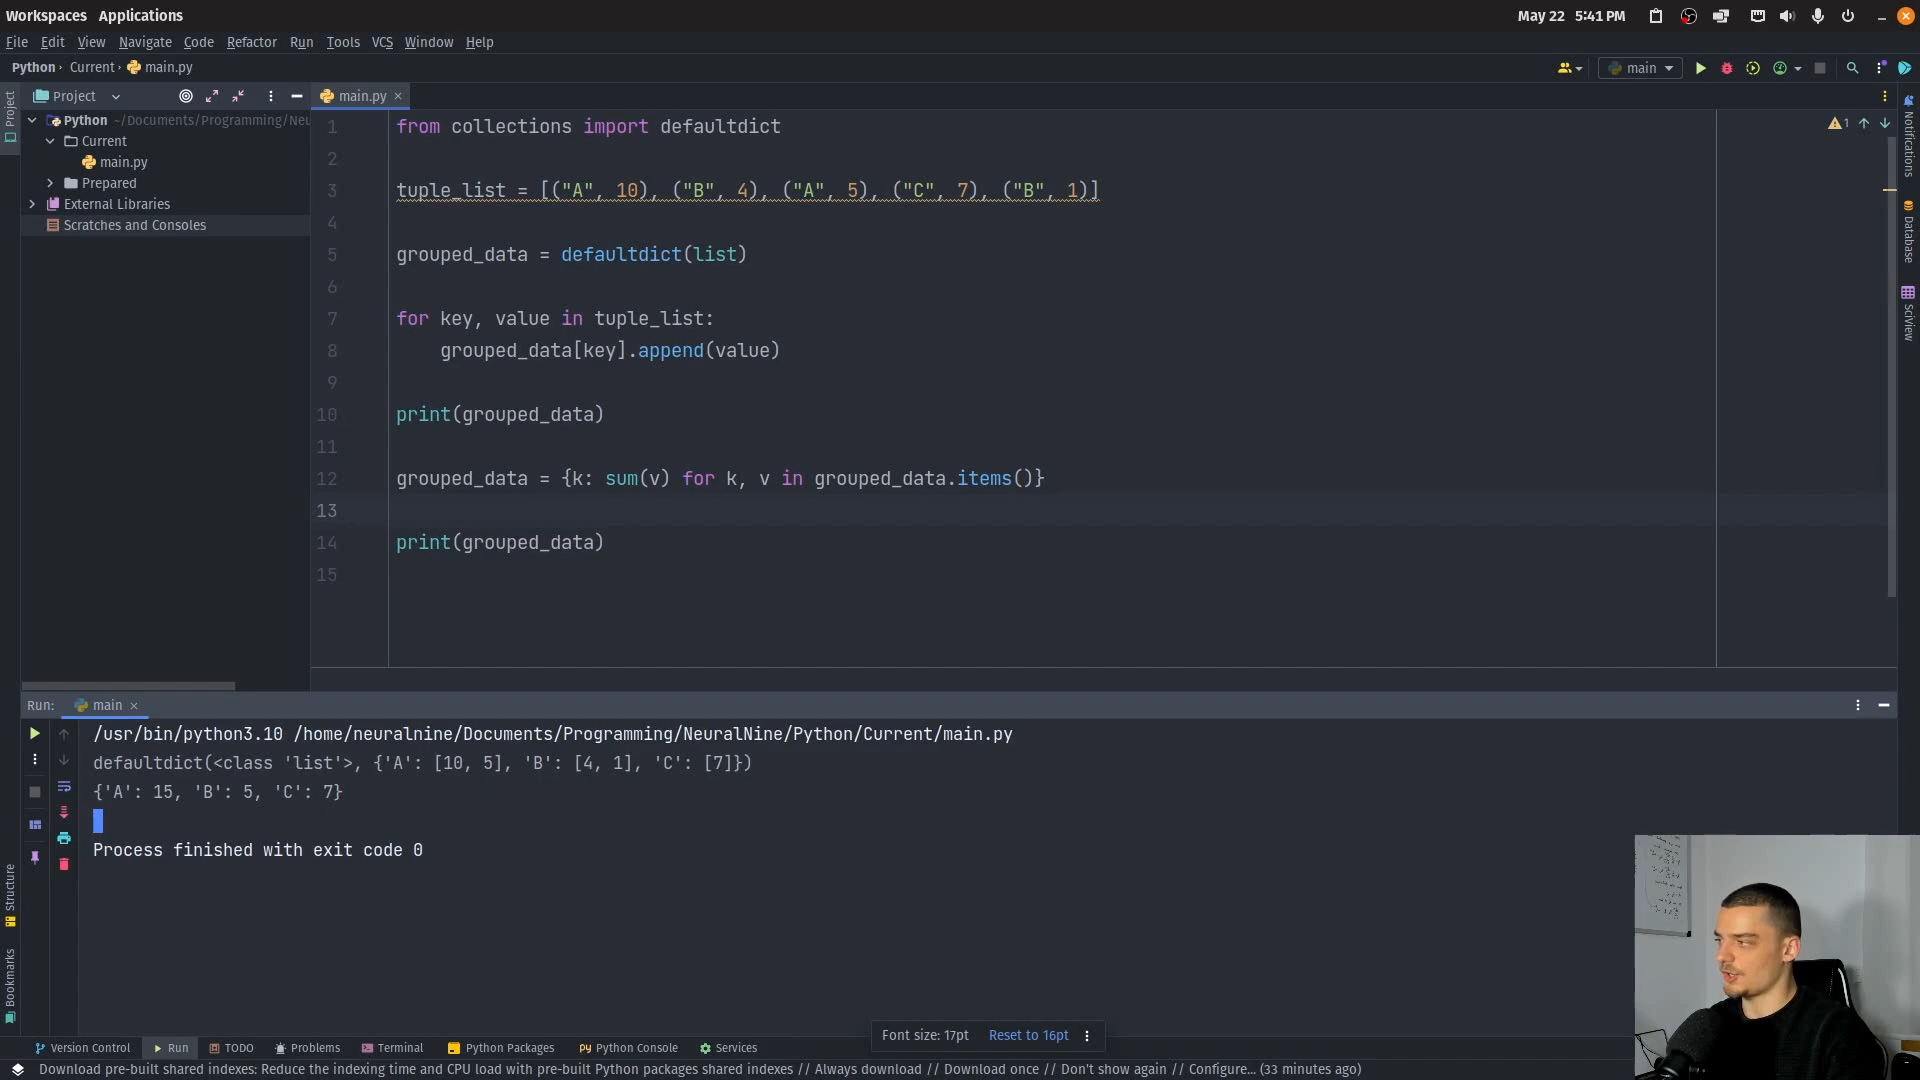 Workspaces Applications May 22 5:41 PM
File Edit View Navigate Code Refactor Run Tools VCS Window Help
Python Current main.py main
Project main.py
Python ~/Documents/Programming/Neu
Current
main.py
Prepared
External Libraries
Scratches and Consoles
1 from collections import defaultdict
2
3 tuple_list = [("A", 10), ("B", 4), ("A", 5), ("C", 7), ("B", 1)]
4
5 grouped_data = defaultdict(list)
6
7 for key, value in tuple_list:
8 grouped_data[key].append(value)
9
10 print(grouped_data)
11
12 grouped_data = {k: sum(v) for k, v in grouped_data.items()}
13
14 print(grouped_data)
15
1
Project
Structure
Bookmarks
Notifications
Database
SciView
Run: main
/usr/bin/python3.10 /home/neuralnine/Documents/Programming/NeuralNine/Python/Current/main.py
defaultdict(<class 'list'>, {'A': [10, 5], 'B': [4, 1], 'C': [7]})
{'A': 15, 'B': 5, 'C': 7}
Process finished with exit code 0
Font size: 17pt Reset to 16pt
Version Control Run TODO Problems Terminal Python Packages Python Console Services
Download pre-built shared indexes: Reduce the indexing time and CPU load with pre-built Python packages shared indexes // Always download // Download once // Don't show again // Configure... (33 minutes ago)